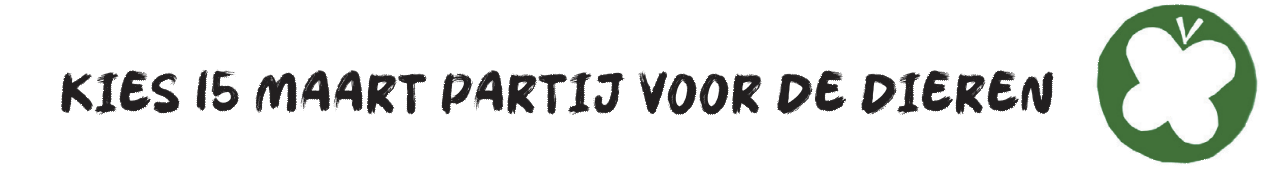 KIES 15 MAART PARTIJ VOOR DE DIEREN